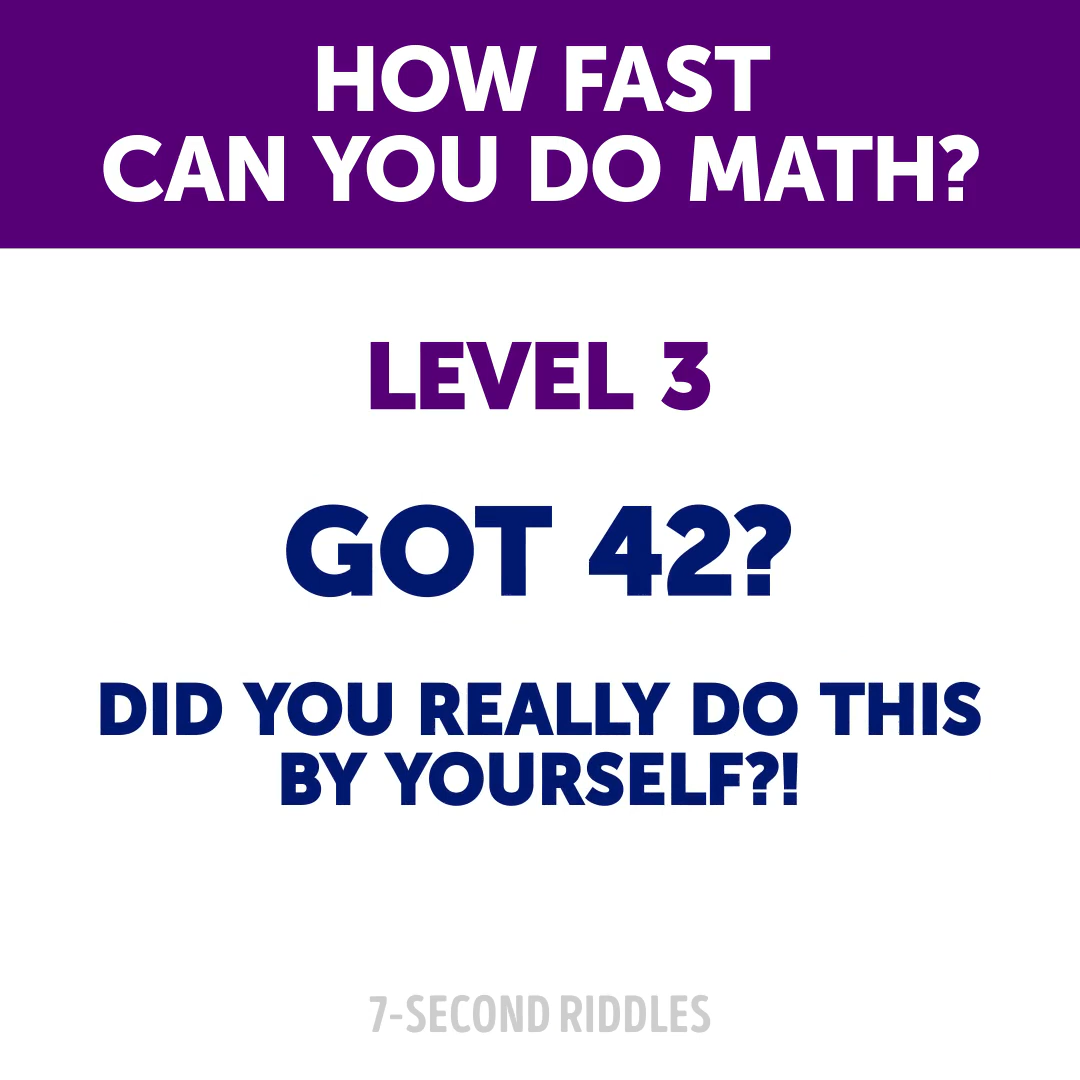 HOW FAST
CAN YOU DO MATH?
LEVEL 3
GOT 42?
DID YOU REALLY DO THIS
BY YOURSELF?!
7-SECOND RIDDLES